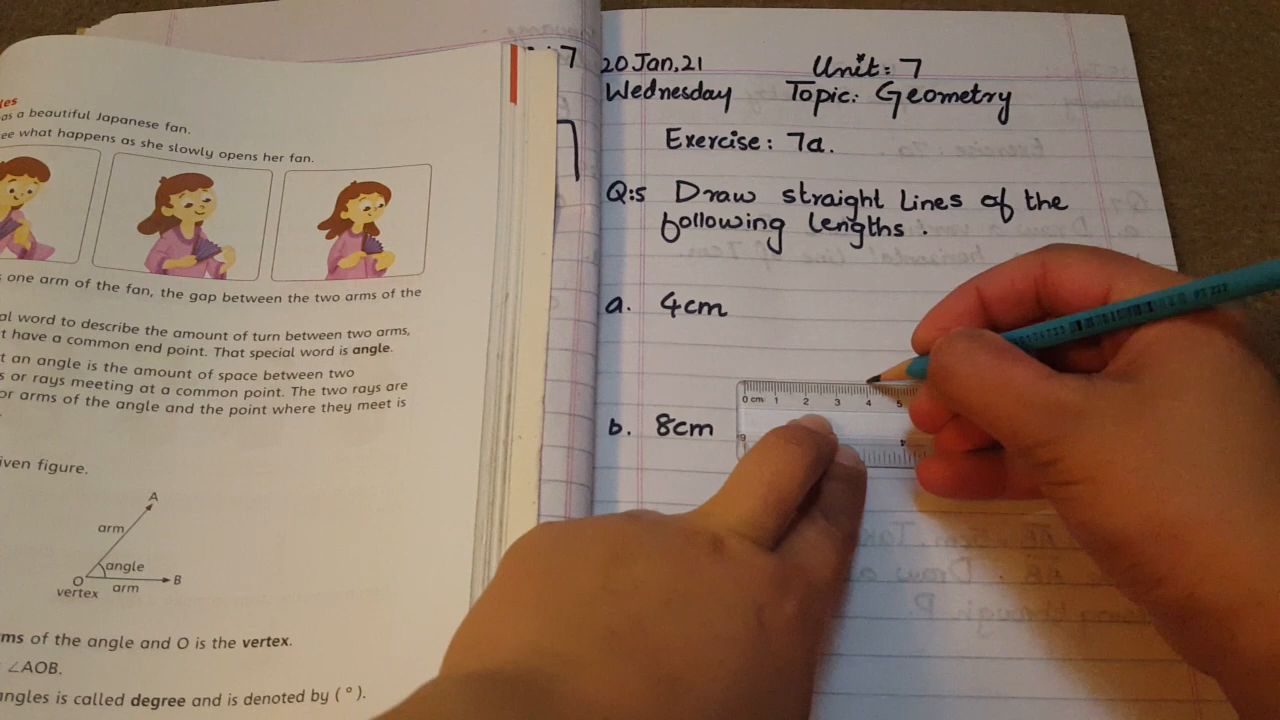 les
as a beautiful Japanese fan.
ee what happens as she slowly opens her fan.
one arm of the fan, the gap between the two arms of the
al word to describe the amount of turn between two arms,
t have a common end point. That special word is angle.
t an angle is the amount of space between two
s or rays meeting at a common point. The two rays are
or arms of the angle and the point where they meet is
iven figure.
A
arm
angle
O
B
vertex
arm
ms of the angle and O is the vertex.
∠AOB.
angles is called degree and is denoted by (°).
7
20 Jan, 21
Unit: 7
Wednesday
Topic: Geometry
Exercise: 7a.
Q:5 Draw straight Lines of the
following lengths.
a. 4cm
b. 8cm
0 cm 1 2 3 4 5